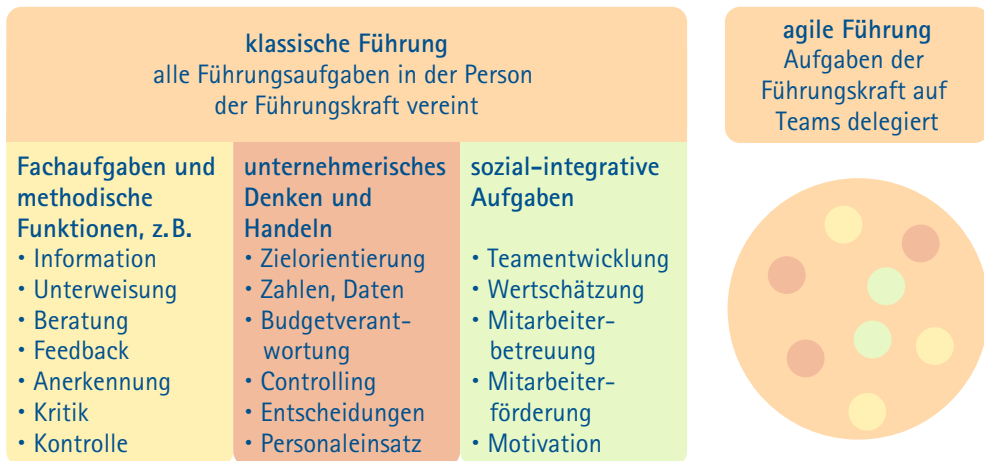 klassische Führung
alle Führungsaufgaben in der Person
der Führungskraft vereint
Fachaufgaben und
methodische
Funktionen, z. B.
• Information
• Unterweisung
• Beratung
• Feedback
• Anerkennung
• Kritik
• Kontrolle
unternehmerisches
Denken und
Handeln
• Zielorientierung
• Zahlen, Daten
• Budgetverant-
wortung
• Controlling
• Entscheidungen
• Personaleinsatz
sozial-integrative
Aufgaben
• Teamentwicklung
• Wertschätzung
• Mitarbeiter-
betreuung
• Mitarbeiter-
förderung
• Motivation
agile Führung
Aufgaben der
Führungskraft auf
Teams delegiert